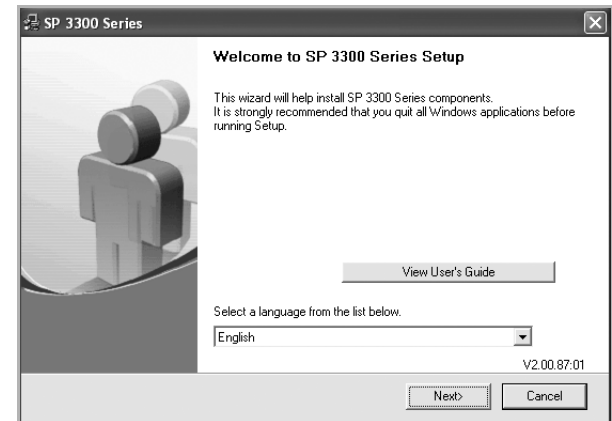 SP 3300 Series
Welcome to SP 3300 Series Setup
This wizard will help install SP 3300 Series components.
It is strongly recommended that you quit all Windows applications before
running Setup.
View User's Guide
Select a language from the list below.
English
V2.00.87:01
Next>
Cancel